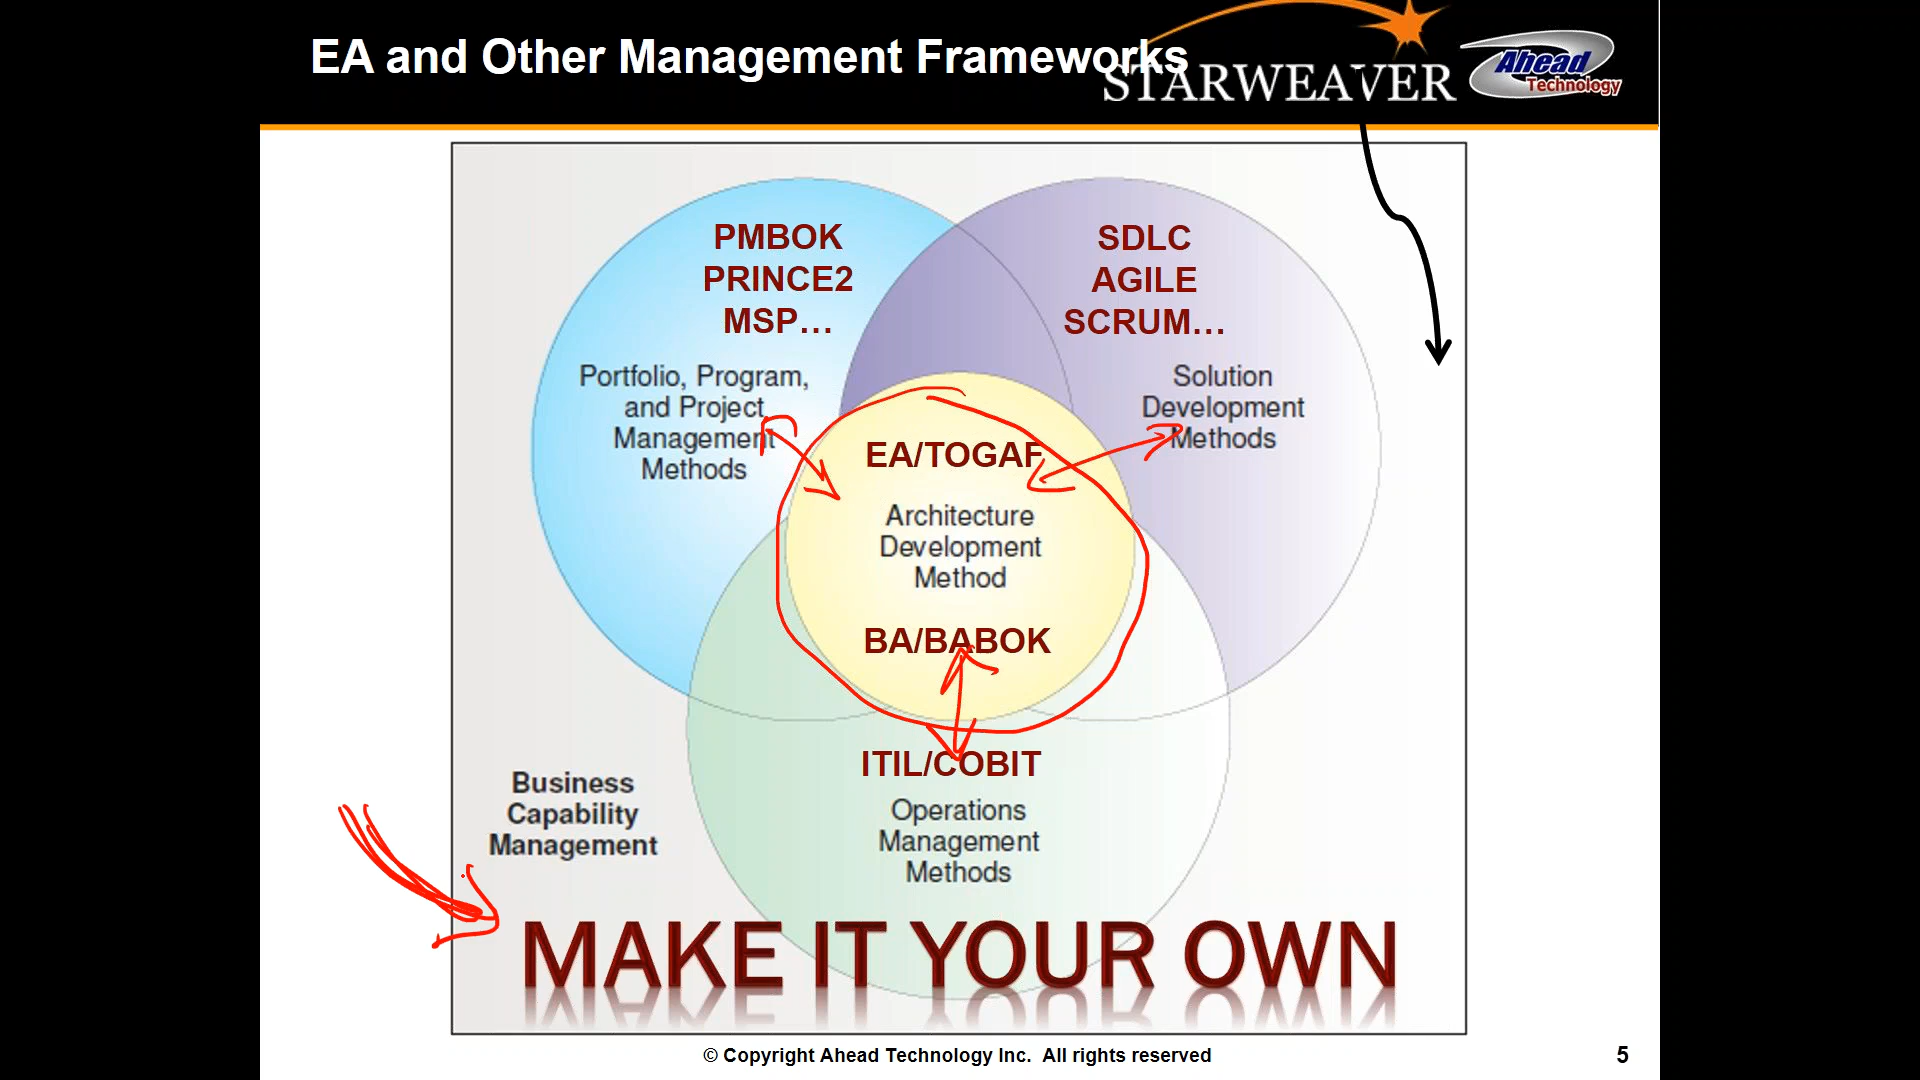 EA and Other Management Frameworks
STARWEAVER
Ahead
Technology
PMBOK
PRINCE2
MSP…
Portfolio, Program,
and Project
Management
Methods
SDLC
AGILE
SCRUM…
Solution
Development
Methods
EA/TOGAF
Architecture
Development
Method
BA/BABOK
ITIL/COBIT
Operations
Management
Methods
Business
Capability
Management
MAKE IT YOUR OWN
© Copyright Ahead Technology Inc.  All rights reserved
5